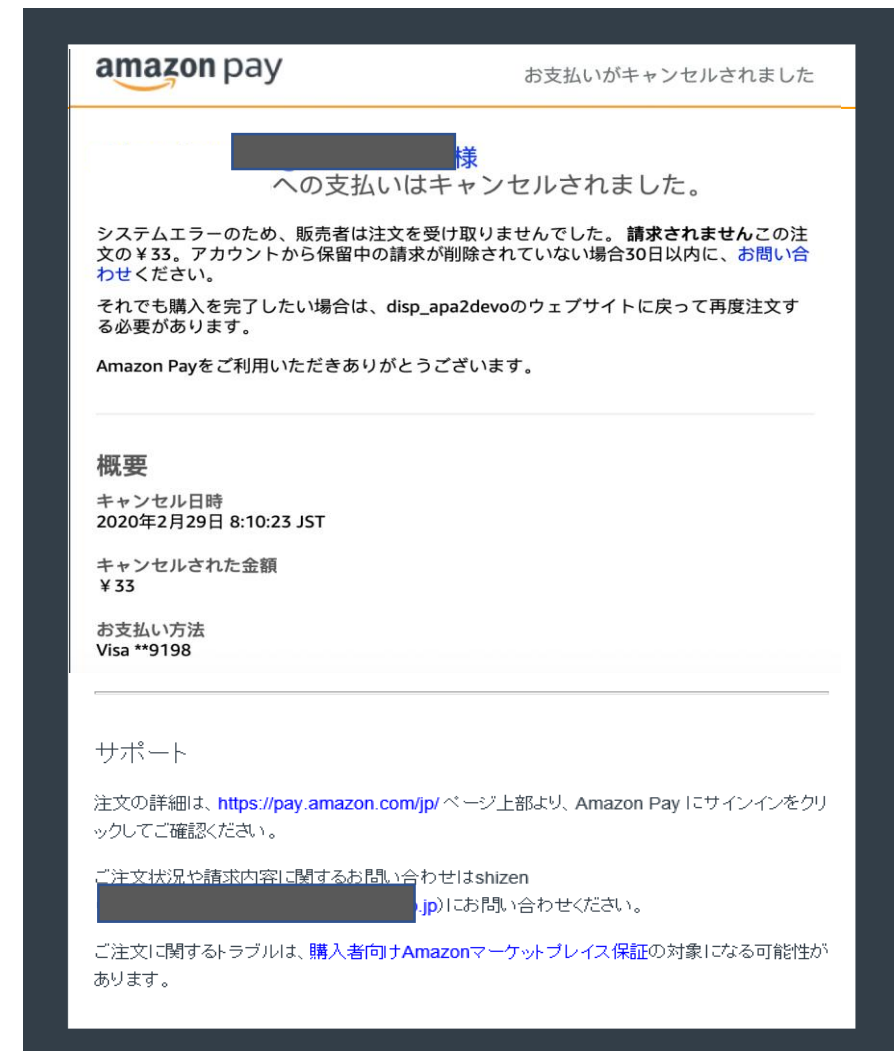 amazon pay
お支払いがキャンセルされました
様
への支払いはキャンセルされました。
システムエラーのため、販売者は注文を受け取りませんでした。 請求されませんこの注
文の¥33。アカウントから保留中の請求が削除されていない場合30日以内に、お問い合
わせください。
それでも購入を完了したい場合は、disp_apa2devoのウェブサイトに戻って再度注文す
る必要があります。
Amazon Payをご利用いただきありがとうございます。
概要
キャンセル日時
2020年2月29日 8:10:23 JST
キャンセルされた金額
¥33
お支払い方法
Visa **9198
サポート
注文の詳細は、https://pay.amazon.com/jp/ ページ上部より、Amazon Pay にサインインをクリ
ックしてご確認ください。
ご注文状況や請求内容に関するお問い合わせはshizen
.jp)にお問い合わせください。
ご注文に関するトラブルは、購入者向けAmazonマーケットプレイス保証の対象になる可能性が
あります。